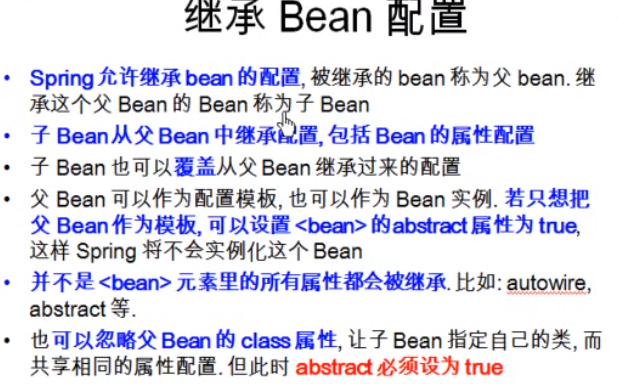 继承 Bean 配置
• Spring 允许继承 bean 的配置, 被继承的 bean 称为父 bean. 继
承这个父 Bean 的 Bean 称为子 Bean
• 子 Bean 从父 Bean 中继承配置, 包括 Bean 的属性配置
• 子 Bean 也可以覆盖从父 Bean 继承过来的配置
• 父 Bean 可以作为配置模板, 也可以作为 Bean 实例. 若只想把
父 Bean 作为模板, 可以设置 <bean> 的abstract 属性为 true,
这样 Spring 将不会实例化这个 Bean
• 并不是 <bean> 元素里的所有属性都会被继承. 比如: autowire,
abstract 等.
• 也可以忽略父 Bean 的 class 属性, 让子 Bean 指定自己的类, 而
共享相同的属性配置. 但此时 abstract 必须设为 true